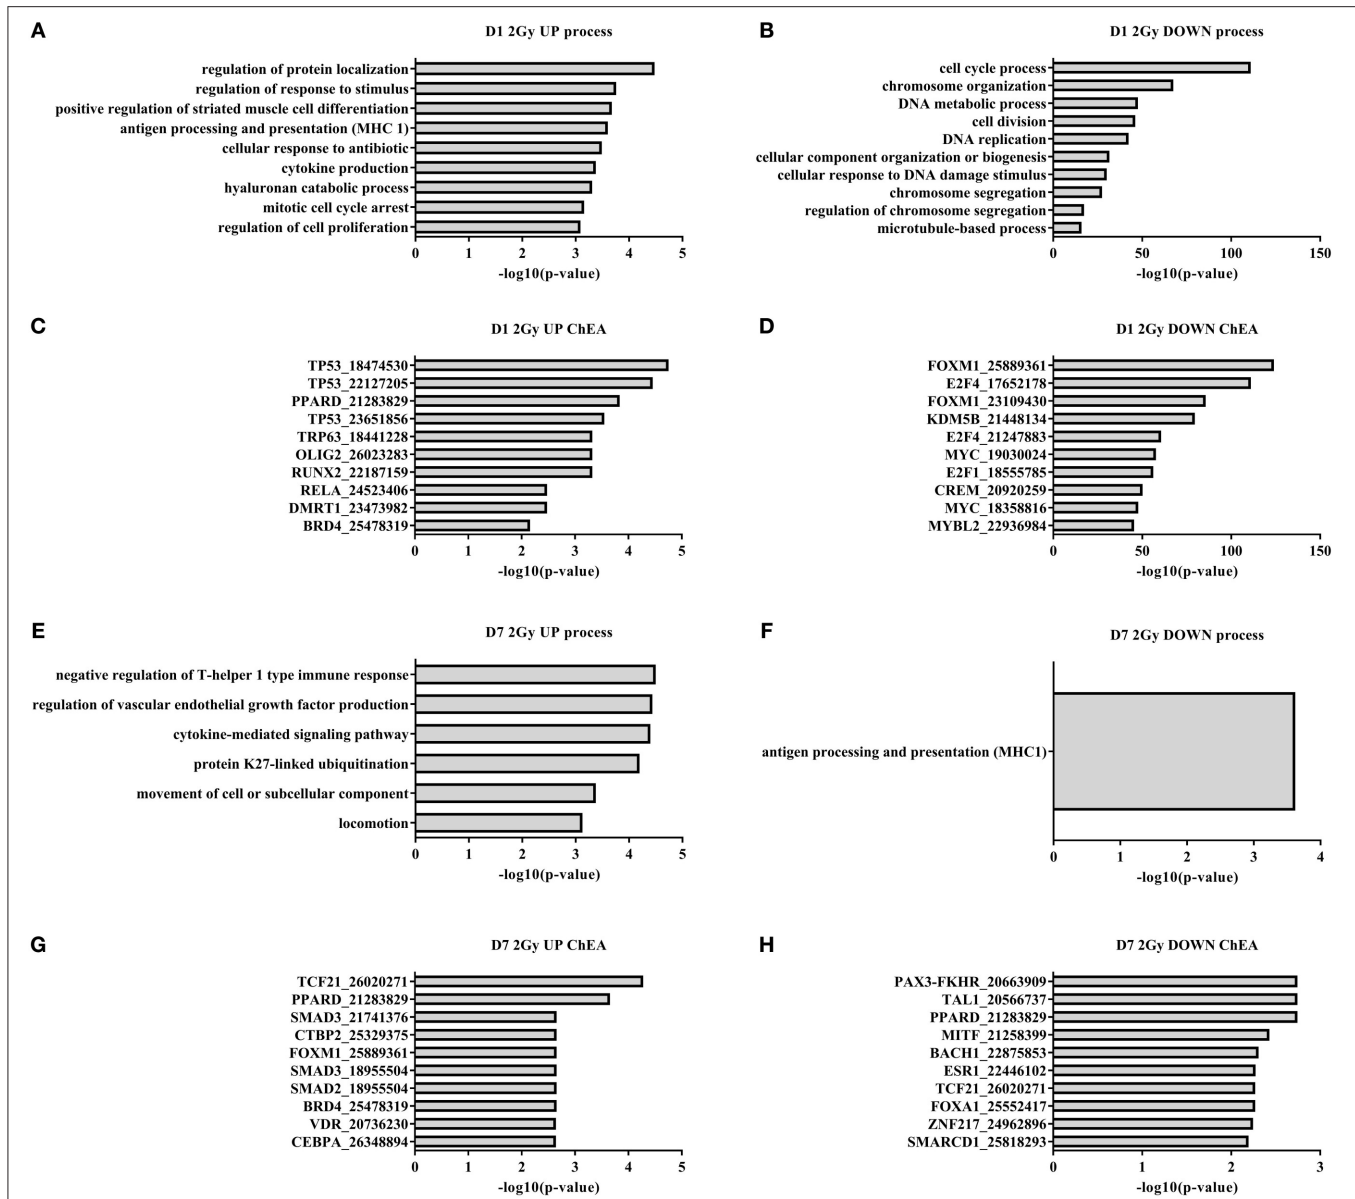 A
D1 2Gy UP process
regulation of protein localization
regulation of response to stimulus
positive regulation of striated muscle cell differentiation
antigen processing and presentation (MHC 1)
cellular response to antibiotic
cytokine production
hyaluronan catabolic process
mitotic cell cycle arrest
regulation of cell proliferation
0 1 2 3 4 5
-log10(p-value)
B
D1 2Gy DOWN process
cell cycle process
chromosome organization
DNA metabolic process
cell division
DNA replication
cellular component organization or biogenesis
cellular response to DNA damage stimulus
chromosome segregation
regulation of chromosome segregation
microtubule-based process
0 50 100 150
-log10(p-value)
C
D1 2Gy UP ChEA
TP53_18474530
TP53_22127205
PPARD_21283829
TP53_23651856
TRP63_18441228
OLIG2_26023283
RUNX2_22187159
RELA_24523406
DMRT1_23473982
BRD4_25478319
0 1 2 3 4 5
-log10(p-value)
D
D1 2Gy DOWN ChEA
FOXM1_25889361
E2F4_17652178
FOXM1_23109430
KDM5B_21448134
E2F4_21247883
MYC_19030024
E2F1_18555785
CREM_20920259
MYC_18358816
MYBL2_22936984
0 50 100 150
-log10(p-value)
E
D7 2Gy UP process
negative regulation of T-helper 1 type immune response
regulation of vascular endothelial growth factor production
cytokine-mediated signaling pathway
protein K27-linked ubiquitination
movement of cell or subcellular component
locomotion
0 1 2 3 4 5
-log10(p-value)
F
D7 2Gy DOWN process
antigen processing and presentation (MHC1)
0 1 2 3 4
-log10(p-value)
G
D7 2Gy UP ChEA
TCF21_26020271
PPARD_21283829
SMAD3_21741376
CTBP2_25329375
FOXM1_25889361
SMAD3_18955504
SMAD2_18955504
BRD4_25478319
VDR_20736230
CEBPA_26348894
0 1 2 3 4 5
-log10(p-value)
H
D7 2Gy DOWN ChEA
PAX3-FKHR_20663909
TAL1_20566737
PPARD_21283829
MITF_21258399
BACH1_22875853
ESR1_22446102
TCF21_26020271
FOXA1_25552417
ZNF217_24962896
SMARCD1_25818293
0 1 2 3
-log10(p-value)